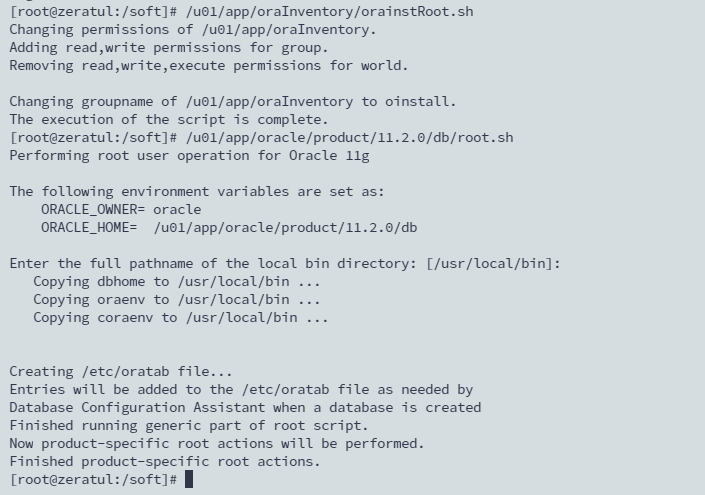 [root@zeratul:/soft]# /u01/app/oraInventory/orainstRoot.sh
Changing permissions of /u01/app/oraInventory.
Adding read,write permissions for group.
Removing read,write,execute permissions for world.

Changing groupname of /u01/app/oraInventory to oinstall.
The execution of the script is complete.
[root@zeratul:/soft]# /u01/app/oracle/product/11.2.0/db/root.sh
Performing root user operation for Oracle 11g

The following environment variables are set as:
    ORACLE_OWNER= oracle
    ORACLE_HOME=  /u01/app/oracle/product/11.2.0/db

Enter the full pathname of the local bin directory: [/usr/local/bin]:
   Copying dbhome to /usr/local/bin ...
   Copying oraenv to /usr/local/bin ...
   Copying coraenv to /usr/local/bin ...


Creating /etc/oratab file...
Entries will be added to the /etc/oratab file as needed by
Database Configuration Assistant when a database is created
Finished running generic part of root script.
Now product-specific root actions will be performed.
Finished product-specific root actions.
[root@zeratul:/soft]#